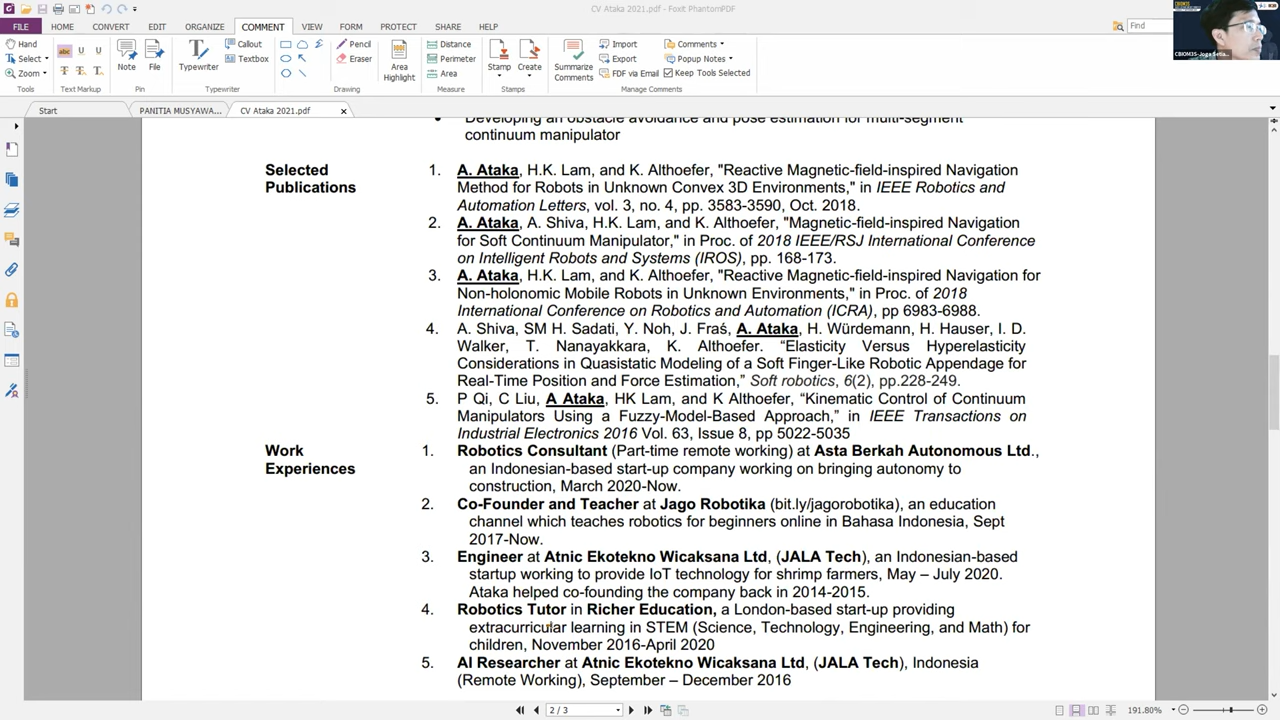 CV Ataka 2021.pdf - Foxit PhantomPDF
FILE HOME CONVERT EDIT ORGANIZE COMMENT VIEW FORM PROTECT SHARE HELP
Find
Hand
Select
Zoom
Tools
Text Markup
Note
File
Pin
Typewriter
Callout
Textbox
Typewriter
Pencil
Eraser
Drawing
Area Highlight
Distance
Perimeter
Area
Measure
Stamp
Create
Stamps
Summarize Comments
Import
Export
FDF via Email
Comments
Popup Notes
Keep Tools Selected
Manage Comments
Start
PANITIA MUSYAWA...
CV Ataka 2021.pdf
Developing an obstacle avoidance and pose estimation for multi-segment
continuum manipulator
Selected
Publications
1. A. Ataka, H.K. Lam, and K. Althoefer, "Reactive Magnetic-field-inspired Navigation
Method for Robots in Unknown Convex 3D Environments," in IEEE Robotics and
Automation Letters, vol. 3, no. 4, pp. 3583-3590, Oct. 2018.
2. A. Ataka, A. Shiva, H.K. Lam, and K. Althoefer, "Magnetic-field-inspired Navigation
for Soft Continuum Manipulator," in Proc. of 2018 IEEE/RSJ International Conference
on Intelligent Robots and Systems (IROS), pp. 168-173.
3. A. Ataka, H.K. Lam, and K. Althoefer, "Reactive Magnetic-field-inspired Navigation for
Non-holonomic Mobile Robots in Unknown Environments," in Proc. of 2018
International Conference on Robotics and Automation (ICRA), pp 6983-6988.
4. A. Shiva, SM H. Sadati, Y. Noh, J. Fraś, A. Ataka, H. Würdemann, H. Hauser, I. D.
Walker, T. Nanayakkara, K. Althoefer. “Elasticity Versus Hyperelasticity
Considerations in Quasistatic Modeling of a Soft Finger-Like Robotic Appendage for
Real-Time Position and Force Estimation,” Soft robotics, 6(2), pp.228-249.
5. P Qi, C Liu, A Ataka, HK Lam, and K Althoefer, “Kinematic Control of Continuum
Manipulators Using a Fuzzy-Model-Based Approach,” in IEEE Transactions on
Industrial Electronics 2016 Vol. 63, Issue 8, pp 5022-5035
Work
Experiences
1. Robotics Consultant (Part-time remote working) at Asta Berkah Autonomous Ltd.,
an Indonesian-based start-up company working on bringing autonomy to
construction, March 2020-Now.
2. Co-Founder and Teacher at Jago Robotika (bit.ly/jagorobotika), an education
channel which teaches robotics for beginners online in Bahasa Indonesia, Sept
2017-Now.
3. Engineer at Atnic Ekotekno Wicaksana Ltd, (JALA Tech), an Indonesian-based
startup working to provide IoT technology for shrimp farmers, May – July 2020.
Ataka helped co-founding the company back in 2014-2015.
4. Robotics Tutor in Richer Education, a London-based start-up providing
extracurricular learning in STEM (Science, Technology, Engineering, and Math) for
children, November 2016-April 2020
5. AI Researcher at Atnic Ekotekno Wicaksana Ltd, (JALA Tech), Indonesia
(Remote Working), September – December 2016
2 / 3
191.80%